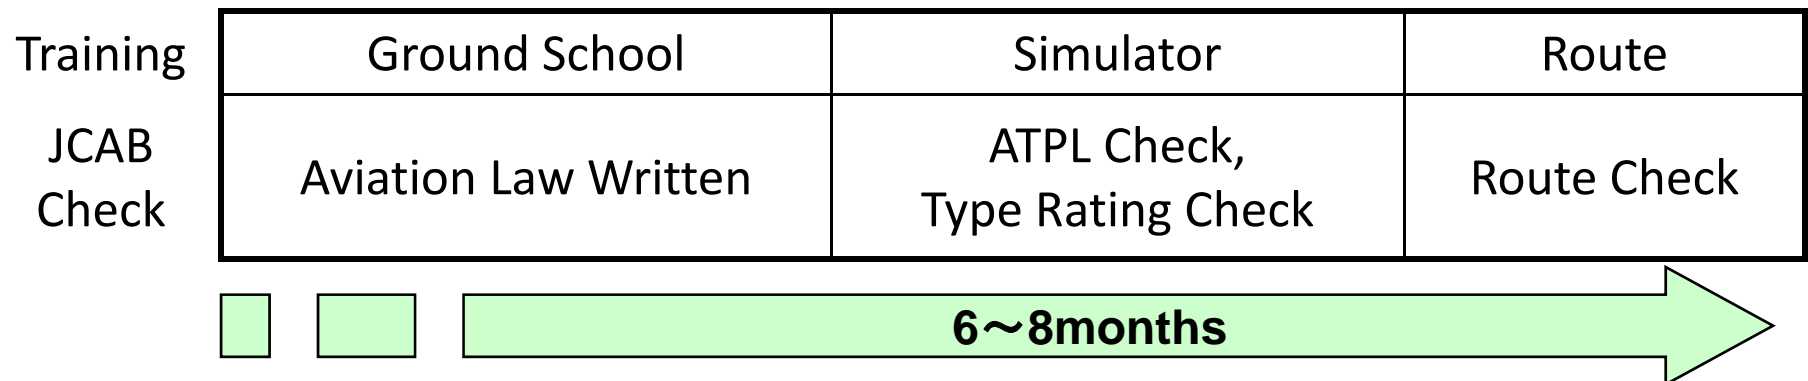 Training Ground School Simulator Route
JCAB
Check
Aviation Law Written
ATPL Check,
Type Rating Check
Route Check
6～8months